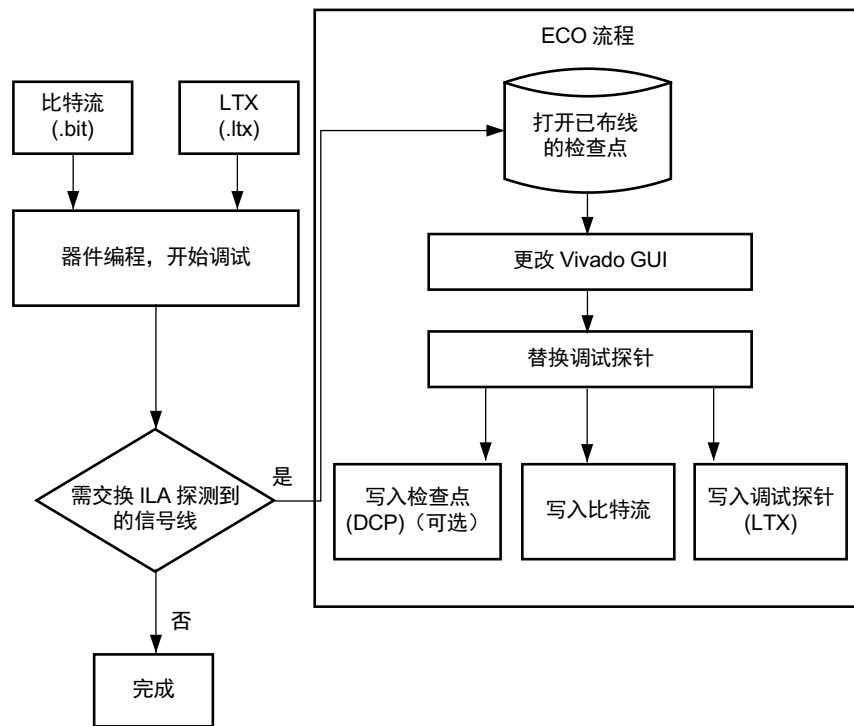 ECO 流程
比特流
(.bit)
LTX
(.ltx)
打开已布线
的检查点
器件编程，开始调试
更改 Vivado GUI
替换调试探针
需交换 ILA 探测到
的信号线
是
写入检查点
(DCP)（可选）
写入比特流
写入调试探针
(LTX)
否
完成